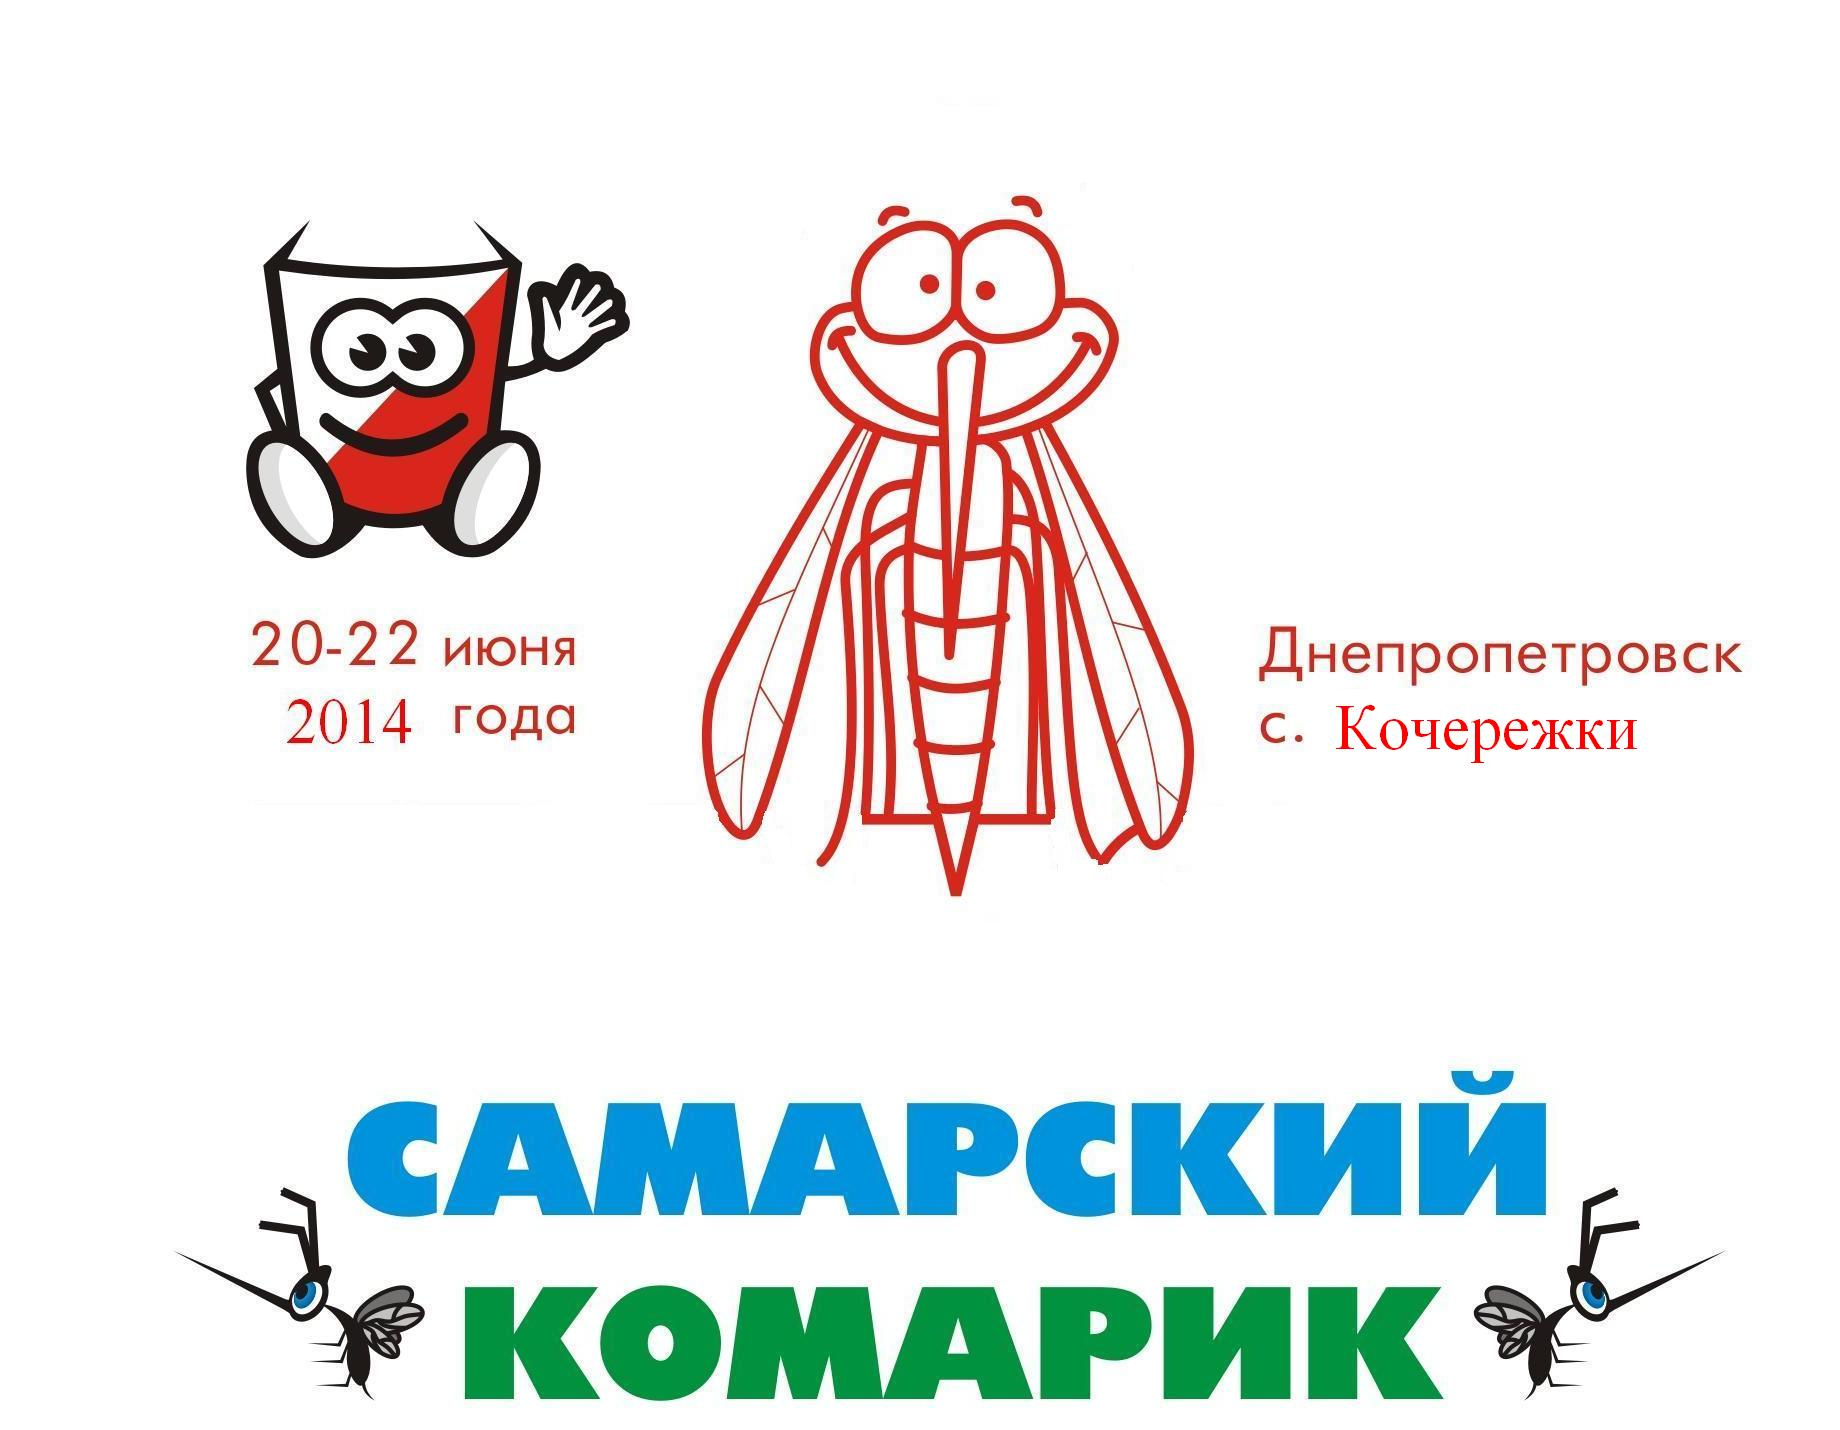 20-22 июня
2014 года
Днепропетровск
с. Кочережки
САМАРСКИЙ
КОМАРИК